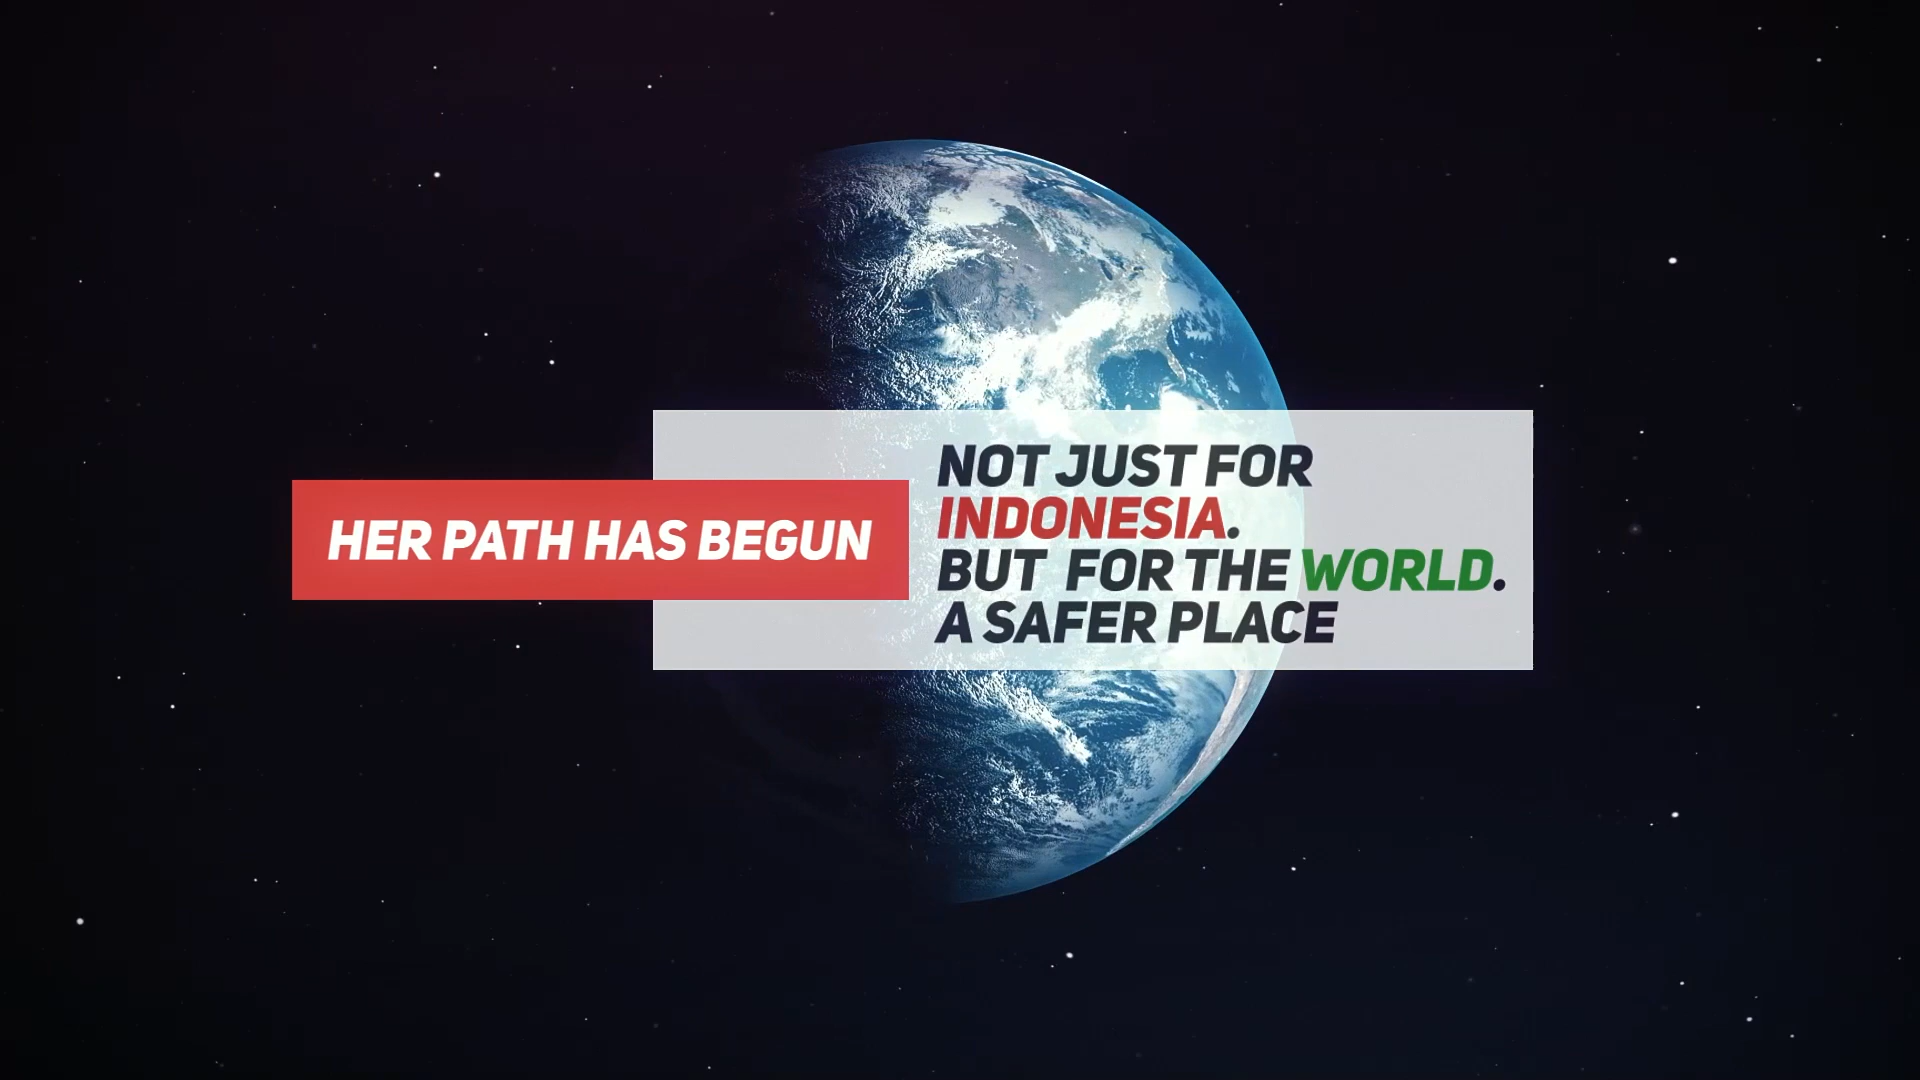 HER PATH HAS BEGUN
NOT JUST FOR
INDONESIA.
BUT FOR THE WORLD.
A SAFER PLACE